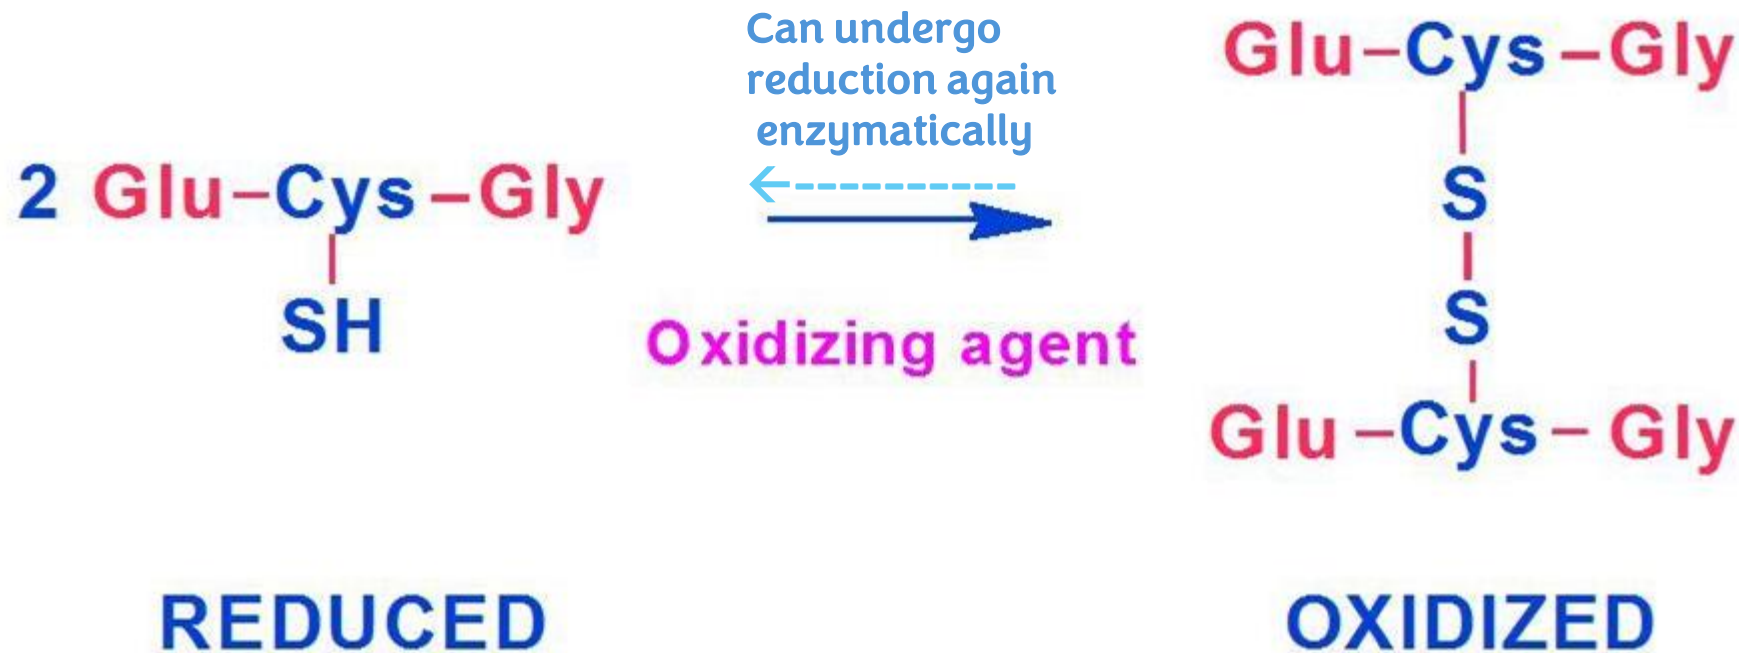 Can undergo
reduction again
enzymatically
2 Glu–Cys–Gly
SH
Oxidizing agent
Glu–Cys–Gly
S
S
Glu–Cys–Gly
REDUCED
OXIDIZED